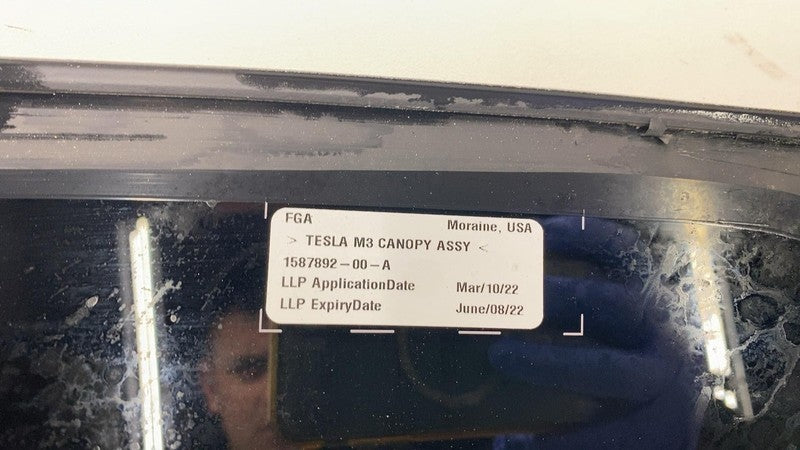 FGA Moraine, USA
> TESLA M3 CANOPY ASSY <
1587892-00-A
LLP ApplicationDate Mar/10/22
LLP ExpiryDate June/08/22